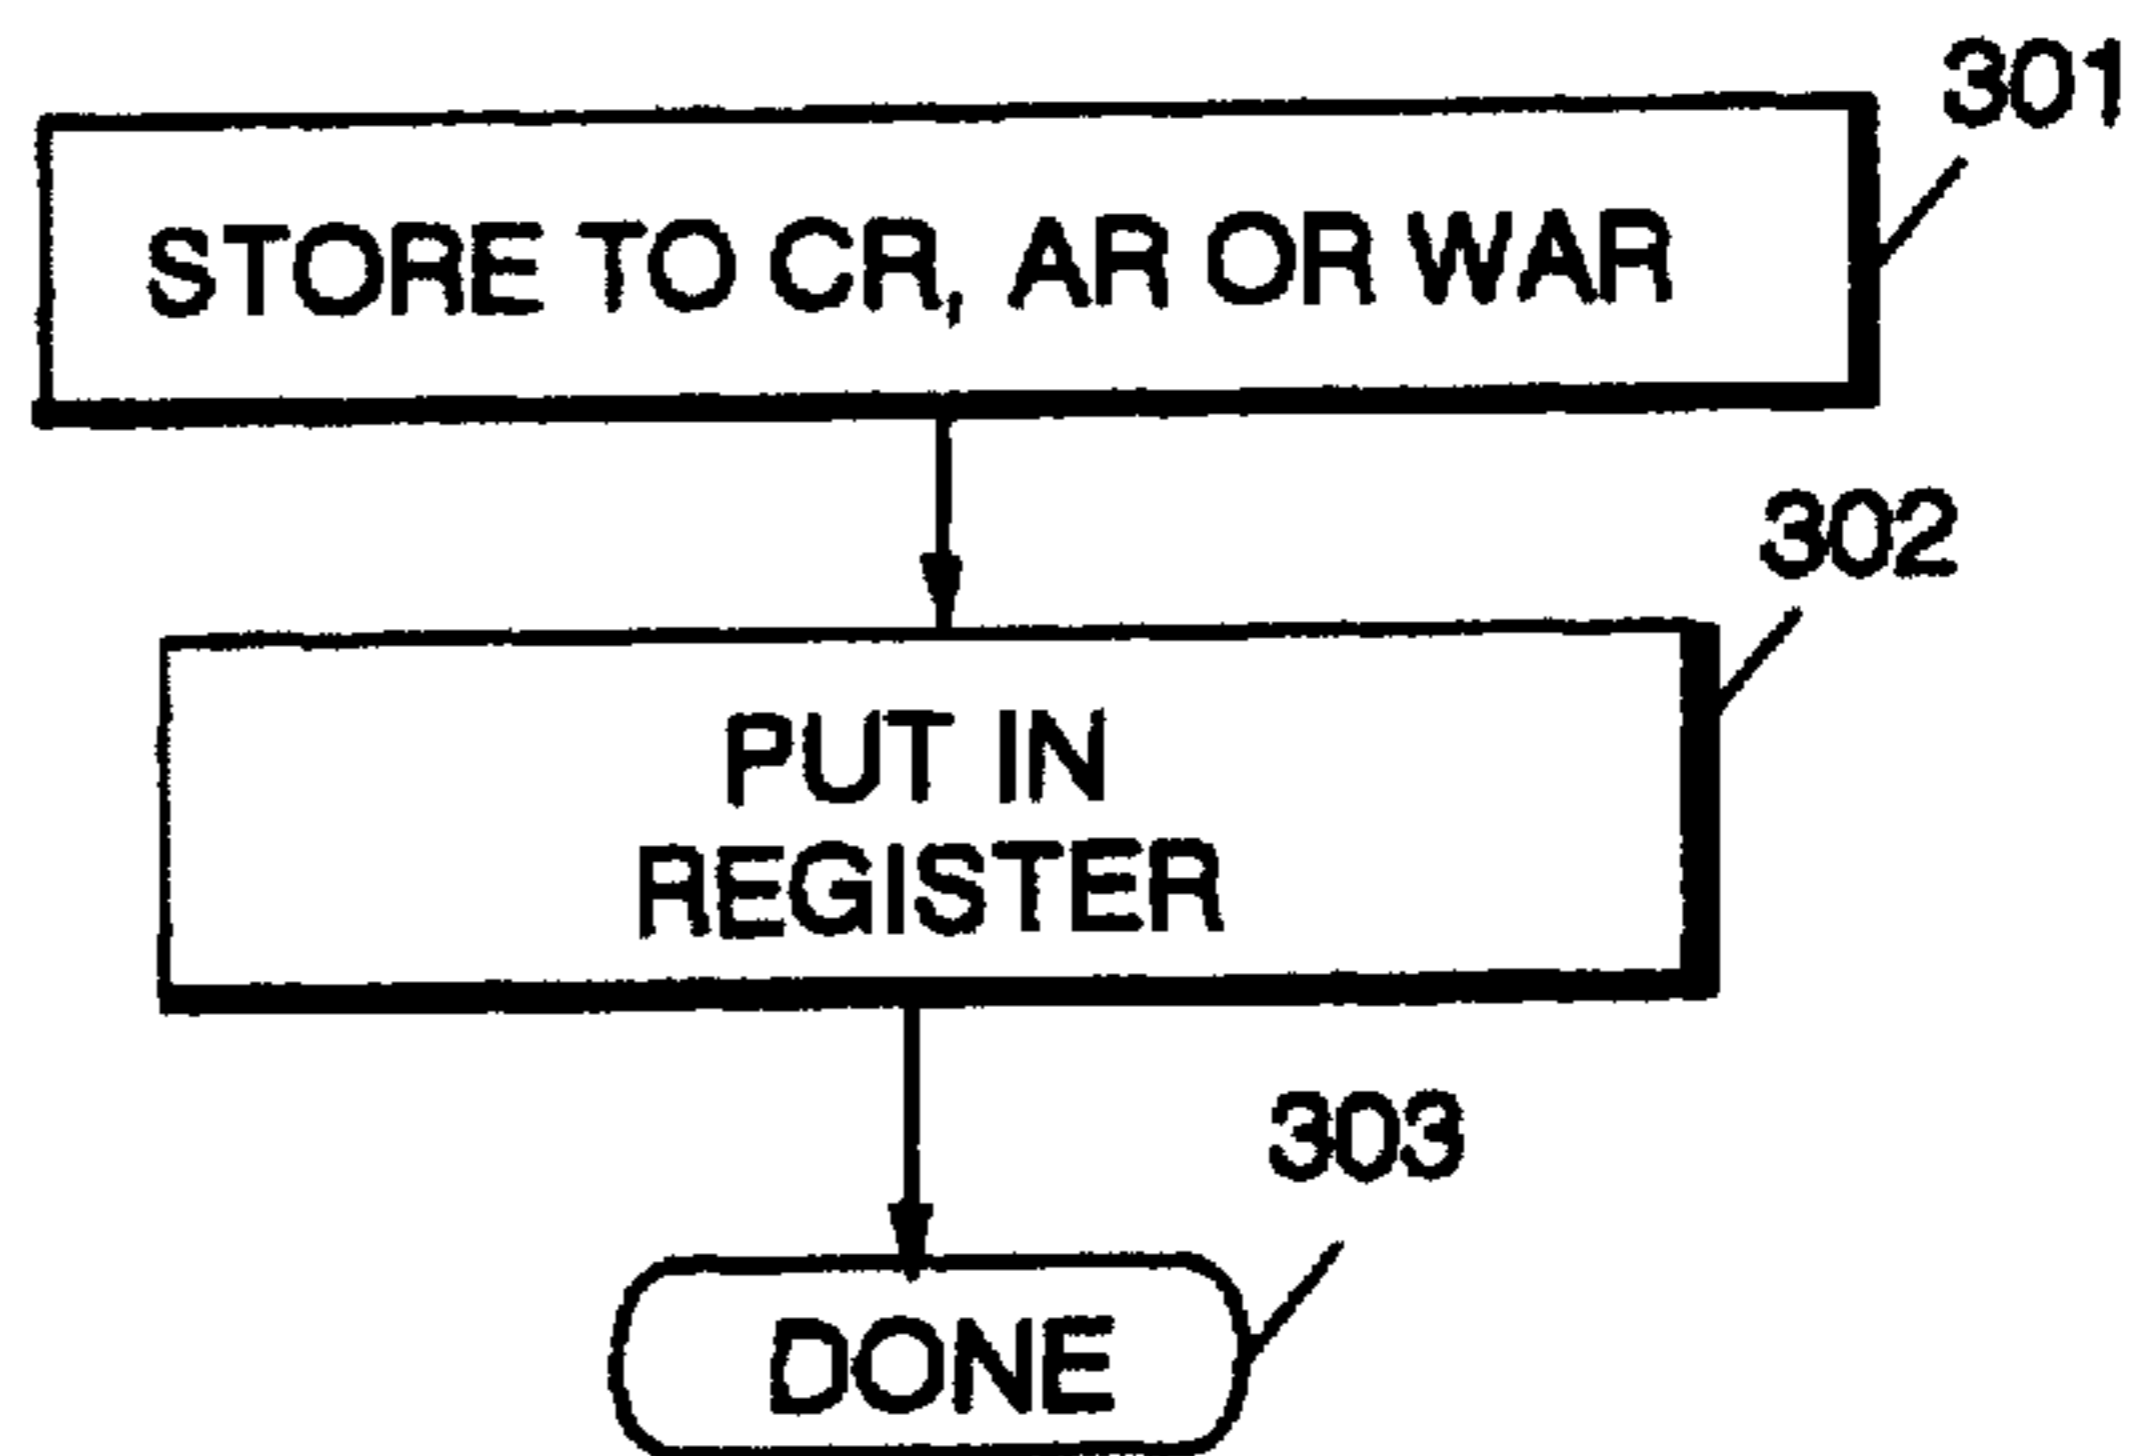 301
STORE TO CR, AR OR WAR
302
PUT IN
REGISTER
303
DONE